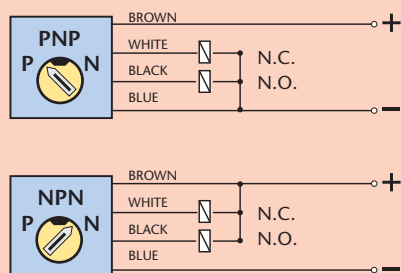 BROWN
+
PNP
WHITE
N.C.
P N
BLACK
N.O.
BLUE
−
BROWN
+
NPN
WHITE
N.C.
P N
BLACK
N.O.
BLUE
−